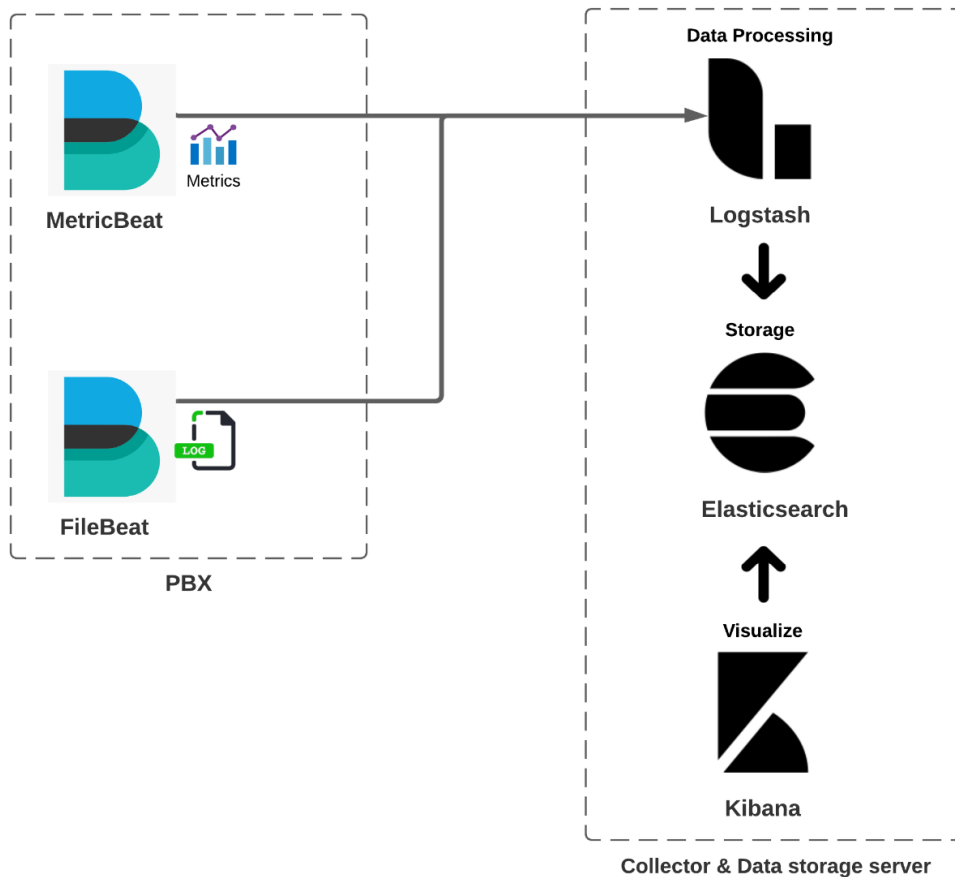 Metrics
MetricBeat
LOG
FileBeat
PBX
Data Processing
Logstash
Storage
Elasticsearch
Visualize
Kibana
Collector & Data storage server